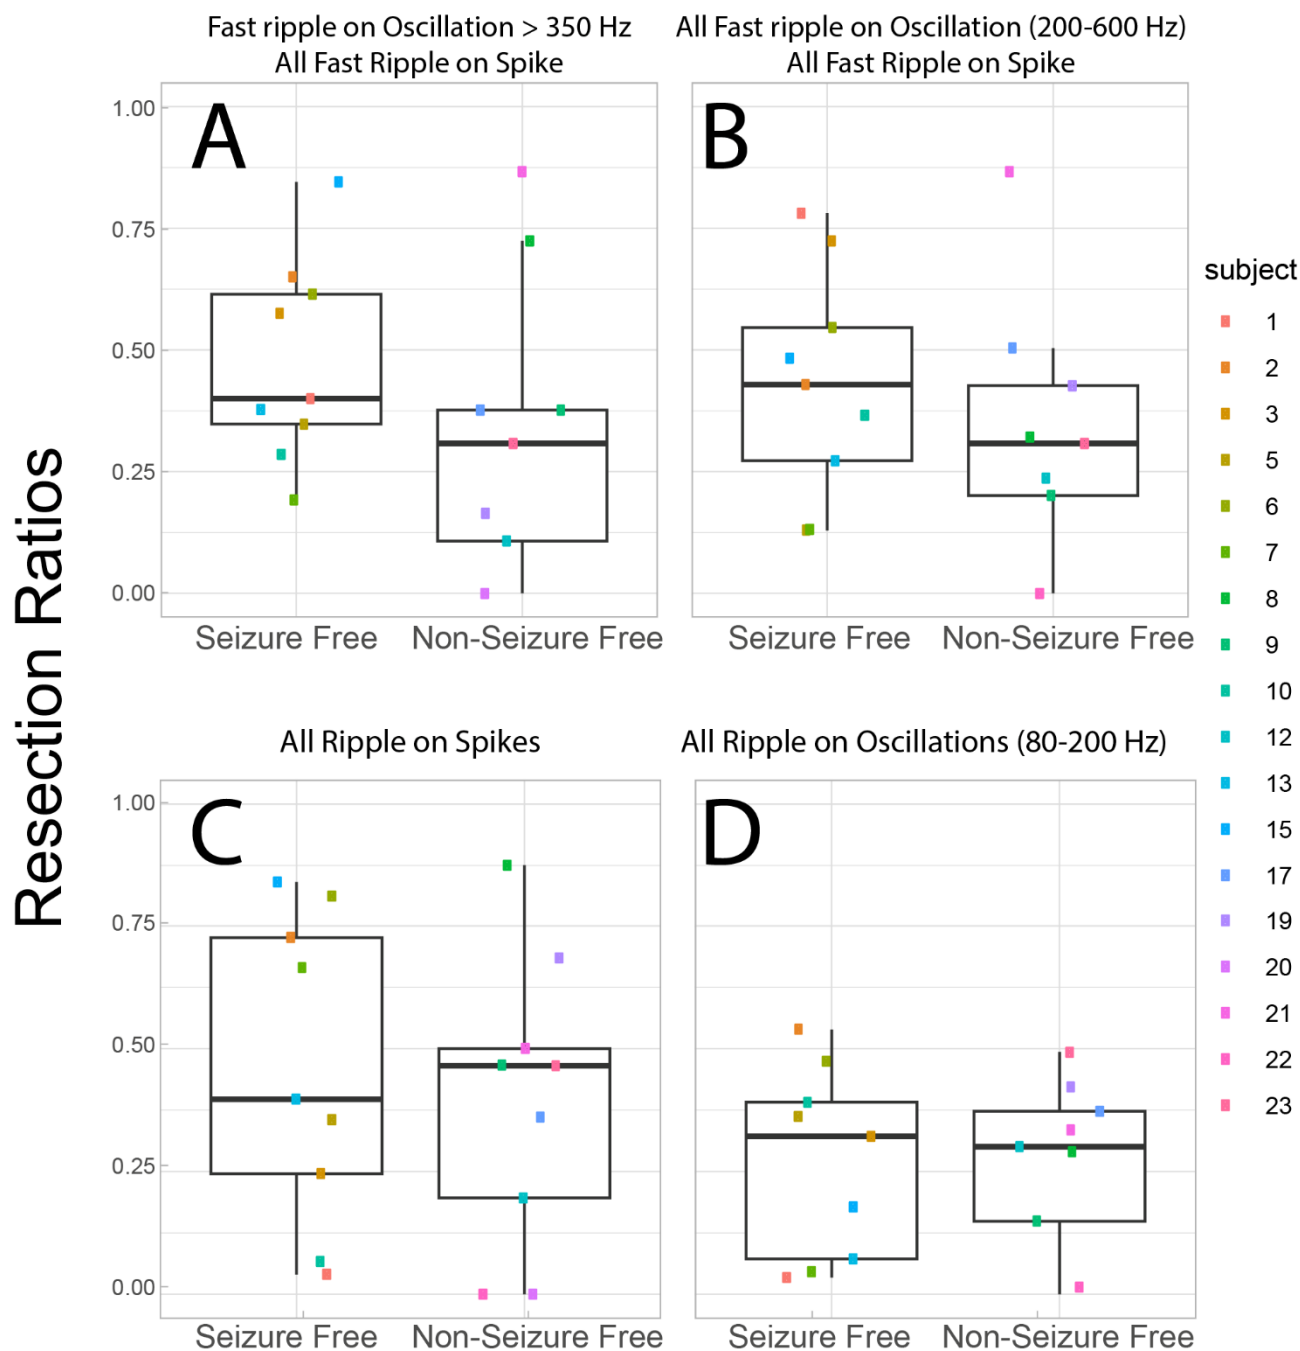 Fast ripple on Oscillation > 350 Hz
All Fast Ripple on Spike
All Fast ripple on Oscillation (200-600 Hz)
All Fast Ripple on Spike
Resection Ratios
A
1.00
0.75
0.50
0.25
0.00
Seizure Free
Non-Seizure Free
B
Seizure Free
Non-Seizure Free
All Ripple on Spikes
C
1.00
0.75
0.50
0.25
0.00
Seizure Free
Non-Seizure Free
All Ripple on Oscillations (80-200 Hz)
D
Seizure Free
Non-Seizure Free
subject
1
2
3
5
6
7
8
9
10
12
13
15
17
19
20
21
22
23